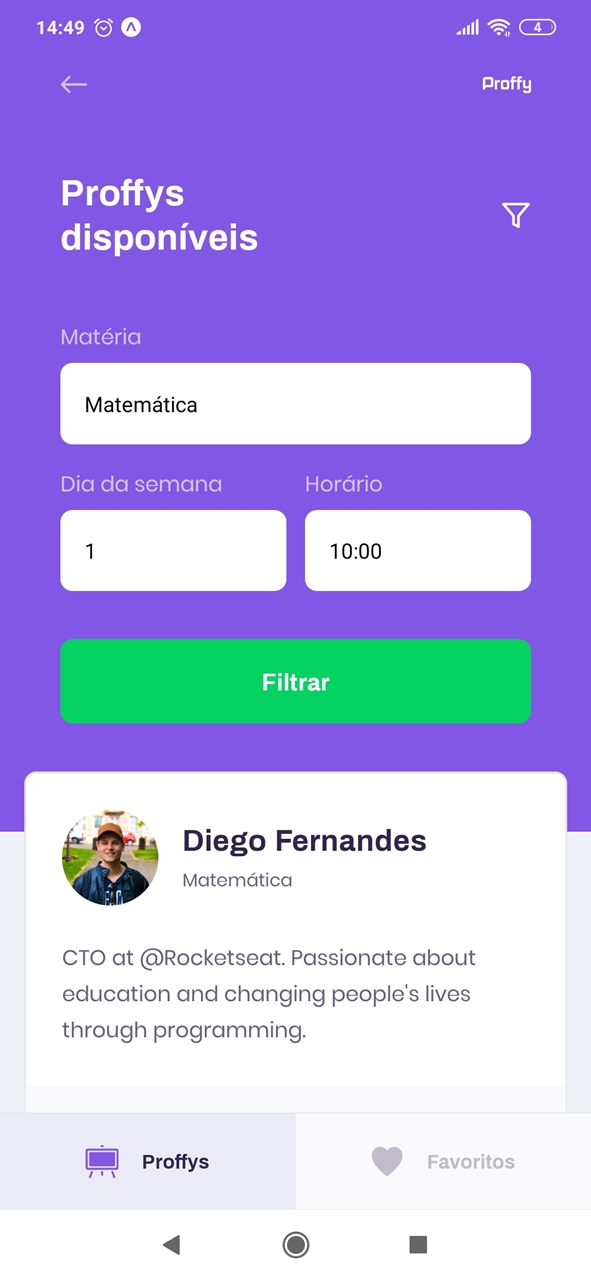 14:49
4
Proffy
Proffys
disponíveis
Matéria
Matemática
Dia da semana
Horário
1
10:00
Filtrar
Diego Fernandes
Matemática
CTO at @Rocketseat. Passionate about
education and changing people's lives
through programming.
Proffys
Favoritos